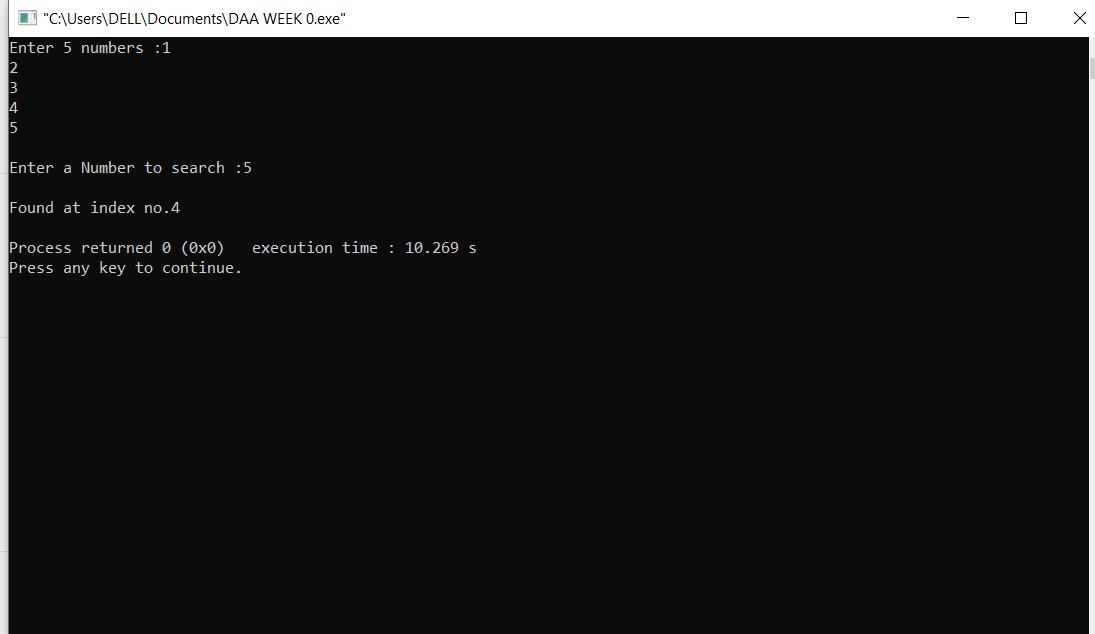 "C:\Users\DELL\Documents\DAA WEEK 0.exe"
Enter 5 numbers :1
2
3
4
5
Enter a Number to search :5
Found at index no.4
Process returned 0 (0x0)   execution time : 10.269 s
Press any key to continue.